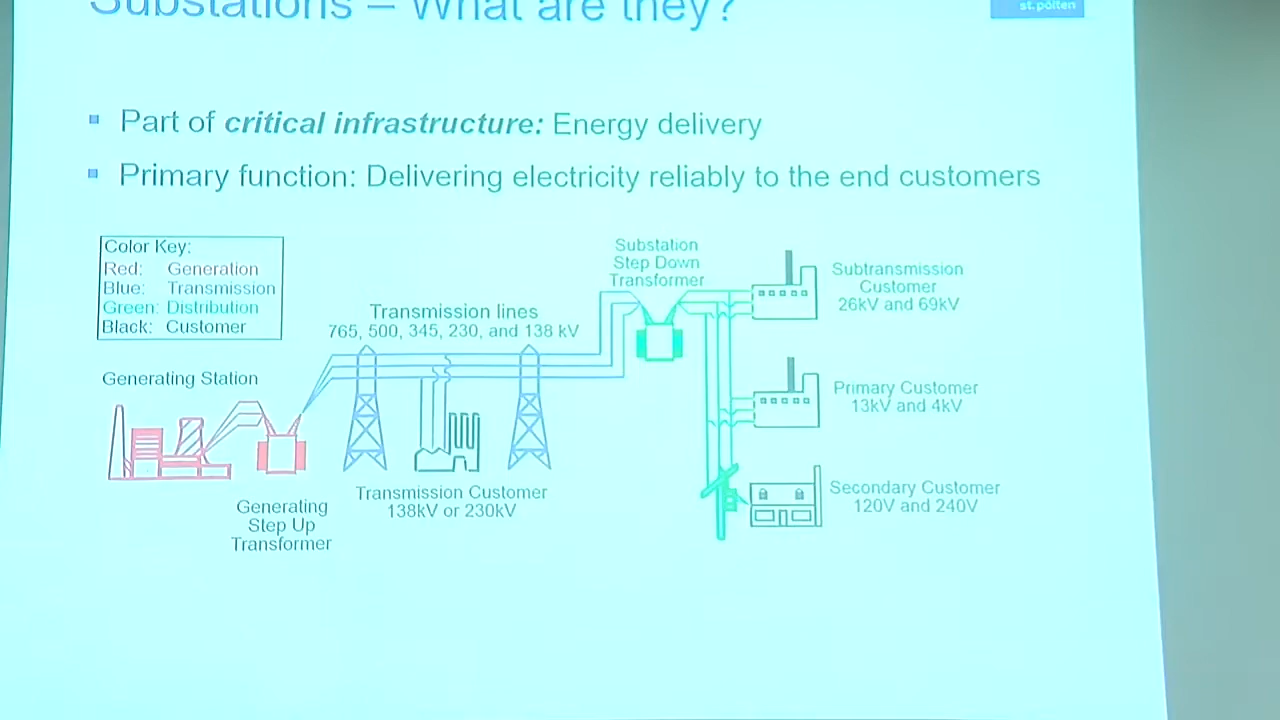 Substations – What are they?
st.pölten
Part of critical infrastructure: Energy delivery
Primary function: Delivering electricity reliably to the end customers
Color Key:
Red: Generation
Blue: Transmission
Green: Distribution
Black: Customer
Generating Station
Generating
Step Up
Transformer
Transmission lines
765, 500, 345, 230, and 138 kV
Transmission Customer
138kV or 230kV
Substation
Step Down
Transformer
Subtransmission
Customer
26kV and 69kV
Primary Customer
13kV and 4kV
Secondary Customer
120V and 240V